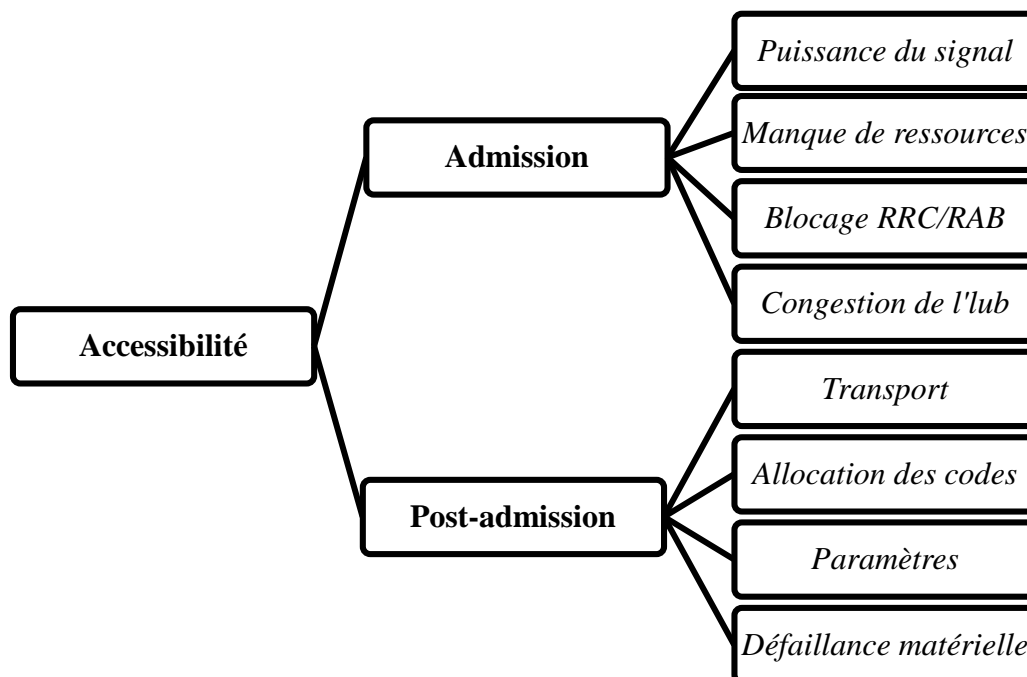 Puissance du signal
Manque de ressources
Admission
Blocage RRC/RAB
Congestion de l'lub
Accessibilité
Transport
Allocation des codes
Post-admission
Paramètres
Défaillance matérielle